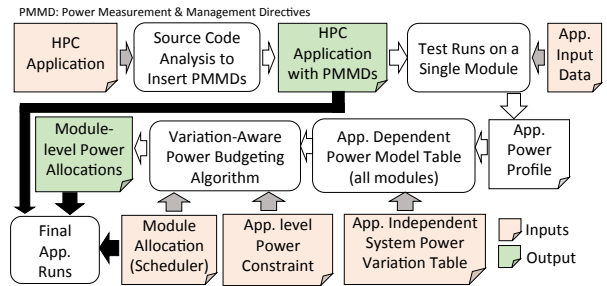 PMMD: Power Measurement & Management Directives
HPC
Application
Source Code
Analysis to
Insert PMMDs
HPC
Application
with PMMDs
Test Runs on a
Single Module
App.
Input
Data
Module-
level Power
Allocations
Variation-Aware
Power Budgeting
Algorithm
App. Dependent
Power Model Table
(all modules)
App.
Power
Profile
Final
App.
Runs
Module
Allocation
(Scheduler)
App. level
Power
Constraint
App. Independent
System Power
Variation Table
Inputs
Output